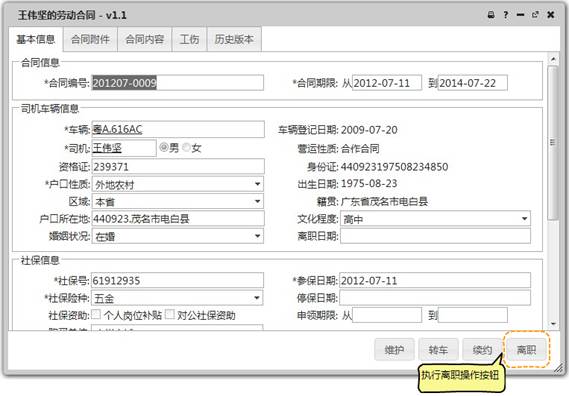 王伟坚的劳动合同 - v1.1
基本信息 合同附件 合同内容 工伤 历史版本
合同信息
*合同编号: 201207-0009 *合同期限: 从 2012-07-11 到 2014-07-22
司机车辆信息
*车辆: 粤A.616AC 车辆登记日期: 2009-07-20
*司机: 王伟坚 男 女 营运性质: 合作合同
资格证: 239371 身份证: 440923197508234850
*户口性质: 外地农村 出生日期: 1975-08-23
区域: 本省 籍贯: 广东省茂名市电白县
户口所在地: 440923.茂名市电白县 文化程度: 高中
婚姻状况: 在婚 离职日期:
社保信息
*社保号: 61912935 *参保日期: 2012-07-11
*社保险种: 五金 停保日期:
社保资助: 个人岗位补贴 对公社保资助 申领期限: 从 到
维护 转车 续约 离职
执行离职操作按钮